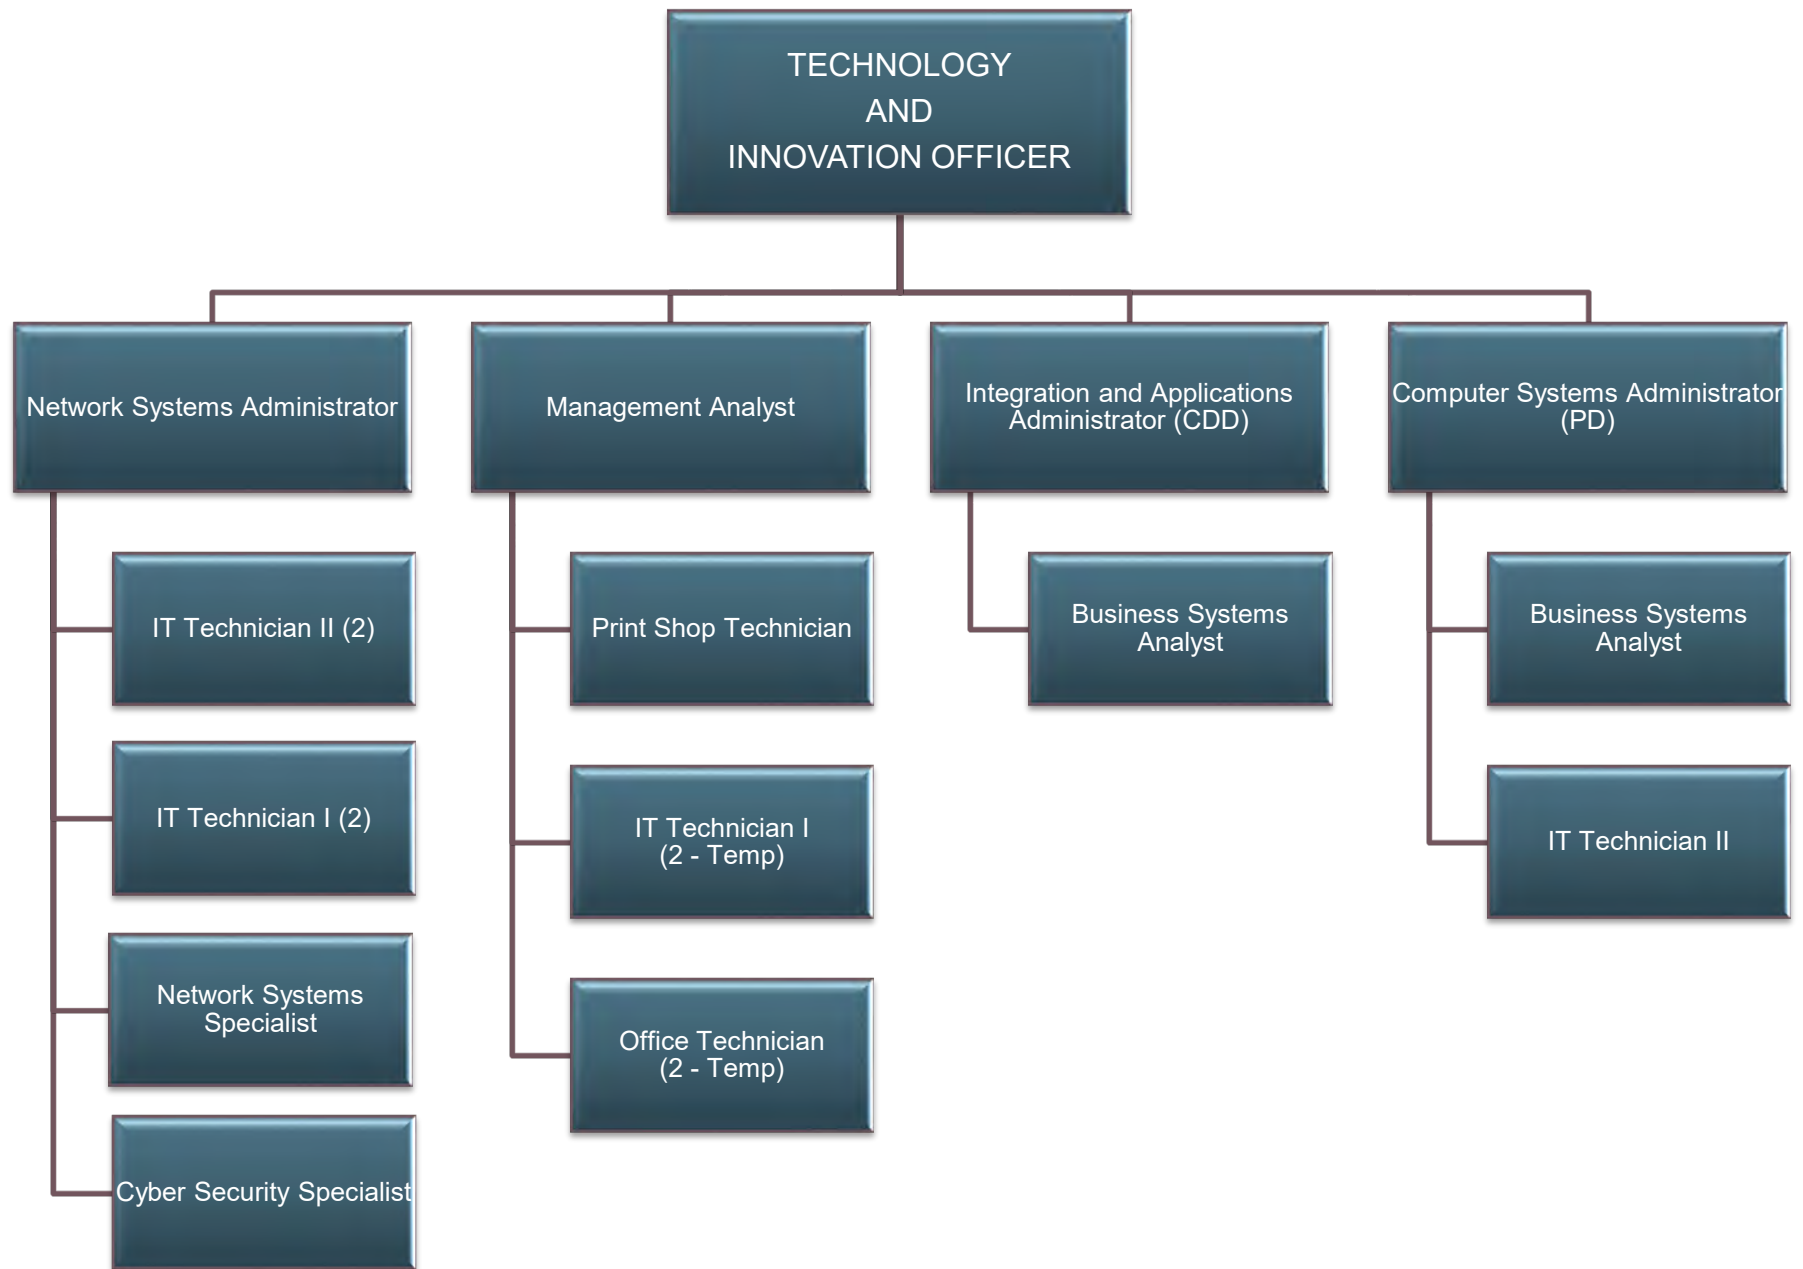 TECHNOLOGY
AND
INNOVATION OFFICER
Network Systems Administrator
IT Technician II (2)
IT Technician I (2)
Network Systems
Specialist
Cyber Security Specialist
Management Analyst
Print Shop Technician
IT Technician I
(2 - Temp)
Office Technician
(2 - Temp)
Integration and Applications
Administrator (CDD)
Business Systems
Analyst
Computer Systems Administrator
(PD)
Business Systems
Analyst
IT Technician II